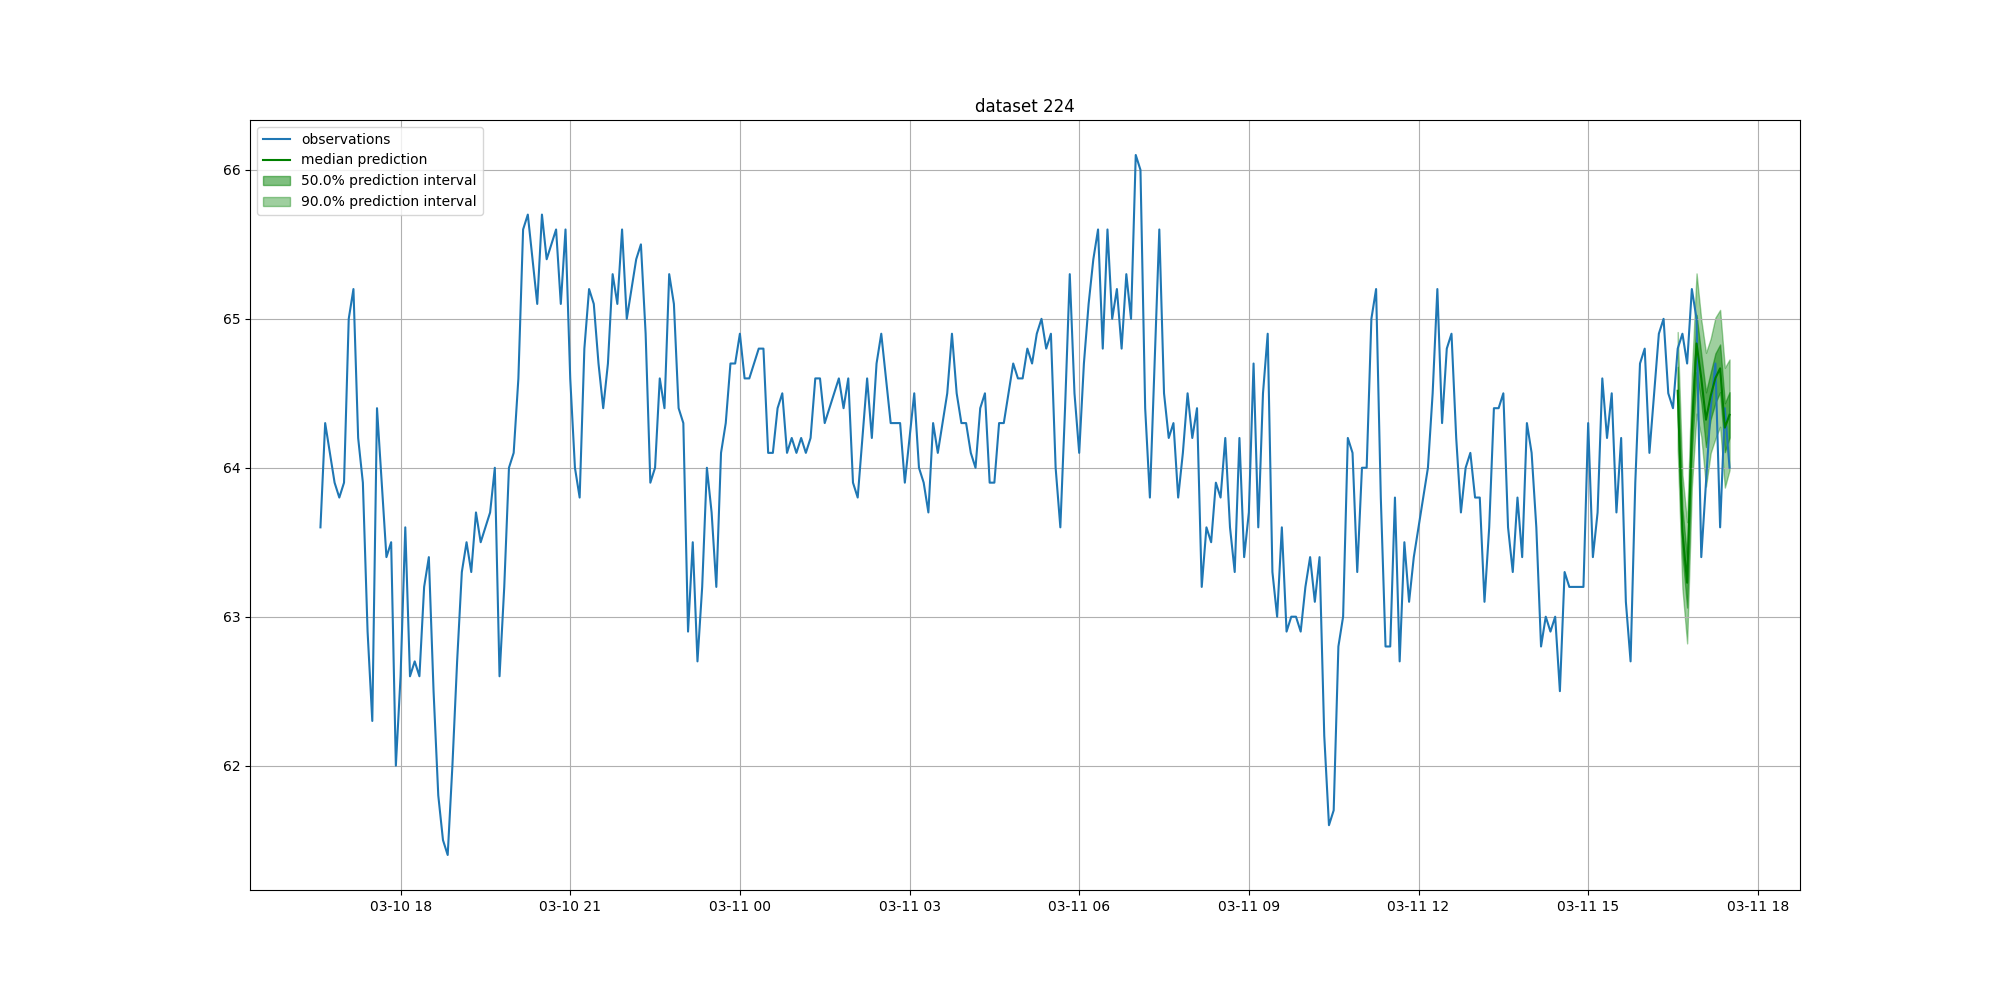 dataset 224
observations
median prediction
50.0% prediction interval
90.0% prediction interval
66
65
64
63
62
03-10 18
03-10 21
03-11 00
03-11 03
03-11 06
03-11 09
03-11 12
03-11 15
03-11 18